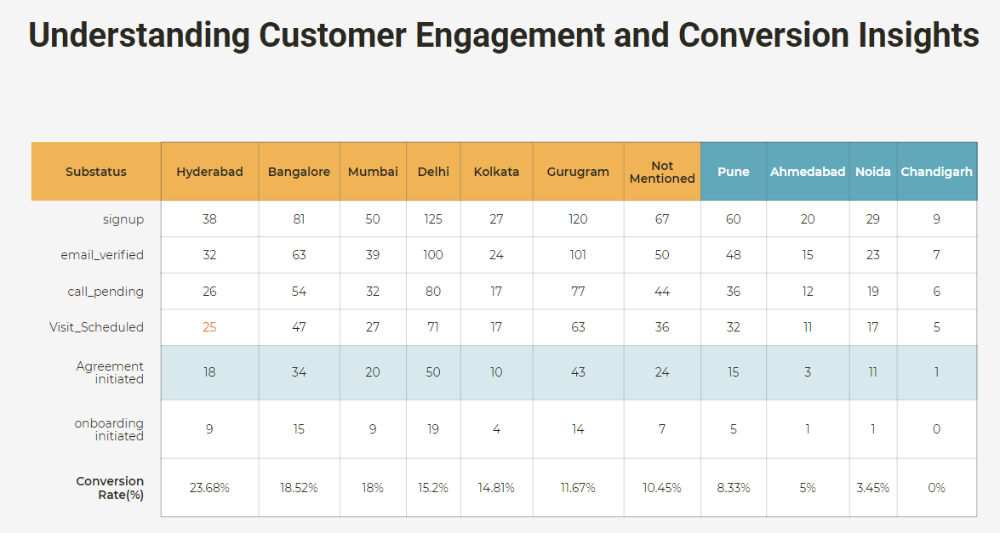 Understanding Customer Engagement and Conversion Insights
Substatus Hyderabad Bangalore Mumbai Delhi Kolkata Gurugram Not Mentioned Pune Ahmedabad Noida Chandigarh
signup 38 81 50 125 27 120 67 60 20 29 9
email_verified 32 63 39 100 24 101 50 48 15 23 7
call_pending 26 54 32 80 17 77 44 36 12 19 6
Visit_Scheduled 25 47 27 71 17 63 36 32 11 17 5
Agreement initiated 18 34 20 50 10 43 24 15 3 11 1
onboarding initiated 9 15 9 19 4 14 7 5 1 1 0
Conversion Rate(%) 23.68% 18.52% 18% 15.2% 14.81% 11.67% 10.45% 8.33% 5% 3.45% 0%